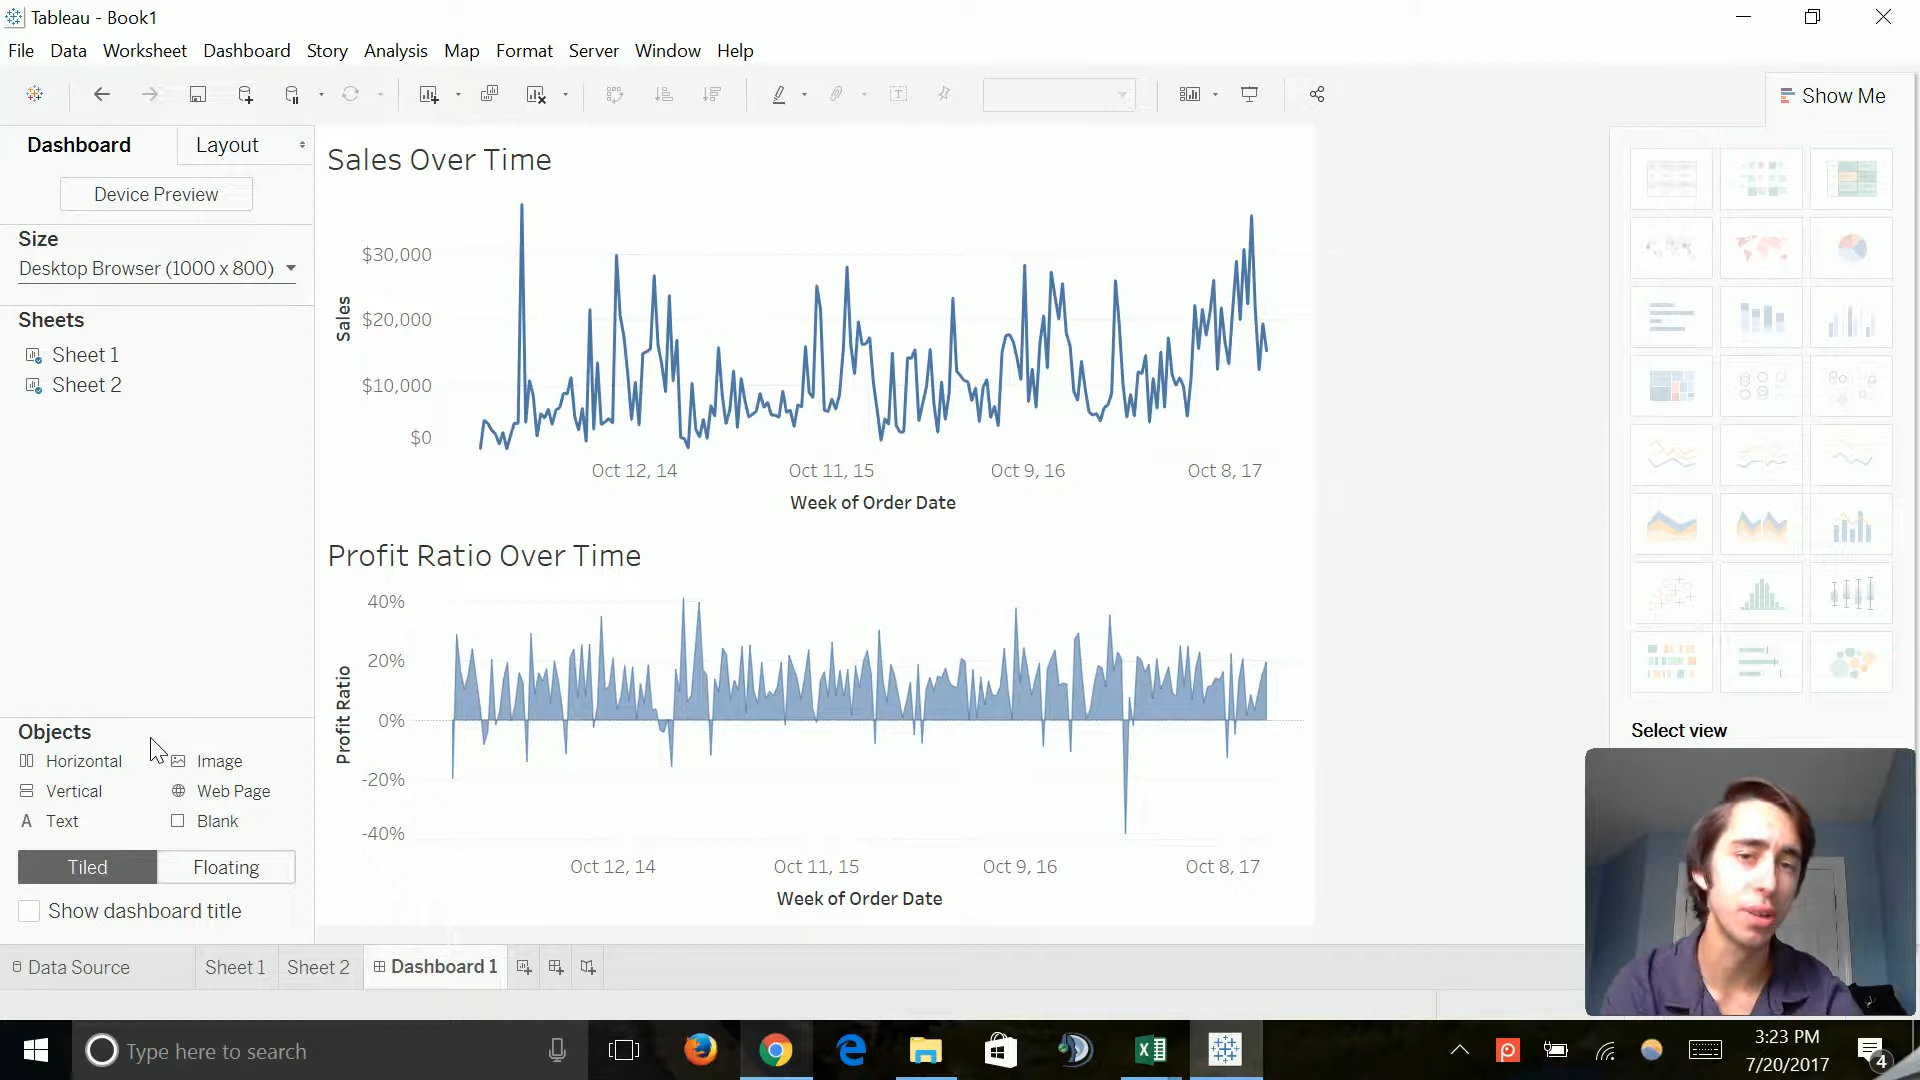 Tableau - Book1
File Data Worksheet Dashboard Story Analysis Map Format Server Window Help
Show Me
Dashboard Layout
Device Preview
Size
Desktop Browser (1000 x 800)
Sheets
Sheet 1
Sheet 2
Sales Over Time
$30,000
$20,000
$10,000
$0
Sales
Oct 12, 14 Oct 11, 15 Oct 9, 16 Oct 8, 17
Week of Order Date
Profit Ratio Over Time
40%
20%
0%
-20%
-40%
Profit Ratio
Oct 12, 14 Oct 11, 15 Oct 9, 16 Oct 8, 17
Week of Order Date
Select view
Objects
Horizontal Image
Vertical Web Page
A Text Blank
Tiled Floating
Show dashboard title
Data Source Sheet 1 Sheet 2 Dashboard 1
Type here to search
3:23 PM
7/20/2017
4